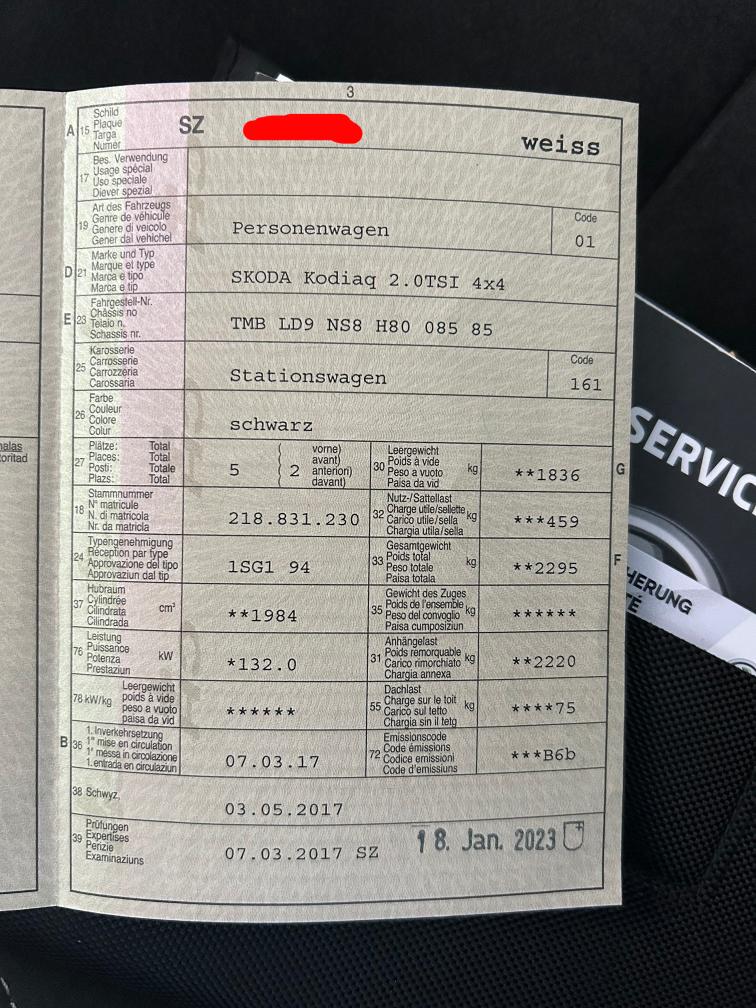 3
A 15 Schild
Plaque
Targa
Numer
SZ
weiss
17 Bes. Verwendung
Usage spécial
Uso speciale
Diever spezial
19 Art des Fahrzeugs
Genre de véhicule
Genere di veicolo
Gener dal vehichel
Personenwagen
Code
01
D 21 Marke und Typ
Marque et type
Marca e tipo
Marca e tip
SKODA Kodiaq 2.0TSI 4x4
E 23 Fahrgestell-Nr.
Châssis no
Telaio n.
Schassis nr.
TMB LD9 NS8 H80 085 85
25 Karosserie
Carrosserie
Carrozzeria
Carossaria
Stationswagen
Code
161
26 Farbe
Couleur
Colore
Colur
schwarz
27 Plätze: Total
Places: Total
Posti: Totale
Plazs: Total
5 ( 2 vorne)
avant)
anteriori)
davant)
30 Leergewicht
Poids à vide
Peso a vuoto
Paisa da vid
kg
**1836
G
18 Stammnummer
N° matricule
N. di matricola
Nr. da matricla
218.831.230
32 Nutz-/Sattellast
Charge utile/sellette
Carico utile/sella
Chargia utila/sella
kg
***459
24 Typengenehmigung
Réception par type
Approvazione del tipo
Approvaziun dal tip
1SG1 94
33 Gesamtgewicht
Poids total
Peso totale
Paisa totala
kg
**2295
F
37 Hubraum
Cylindrée
Cilindrata
Cilindrada
cm³
**1984
35 Gewicht des Zuges
Poids de l'ensemble
Peso del convoglio
Paisa cumposiziun
kg
******
76 Leistung
Puissance
Potenza
Prestaziun
kW
*132.0
31 Anhängelast
Poids remorquable
Carico rimorchiato
Chargia annexa
kg
**2220
78 kW/kg Leergewicht
poids à vide
peso a vuoto
paisa da vid
******
55 Dachlast
Charge sur le toit
Carico sul tetto
Chargia sin il tetg
kg
****75
B 36 1. Inverkehrsetzung
1re mise en circulation
1a messa in circolazione
1. entrada en circulaziun
07.03.17
72 Emissionscode
Code émissions
Codice emissioni
Code d'emissiuns
***B6b
38 Schwyz,
03.05.2017
39 Prüfungen
Expertises
Perizie
Examinaziuns
07.03.2017 SZ
18. Jan. 2023
SERVIC
HERUNG
TÉ
nalas
oritad